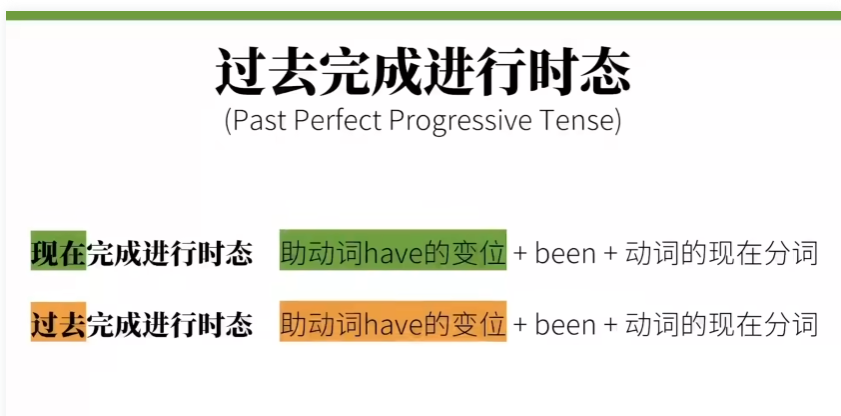 过去完成进行时态
(Past Perfect Progressive Tense)
现在完成进行时态 助动词have的变位 + been + 动词的现在分词
过去完成进行时态 助动词have的变位 + been + 动词的现在分词